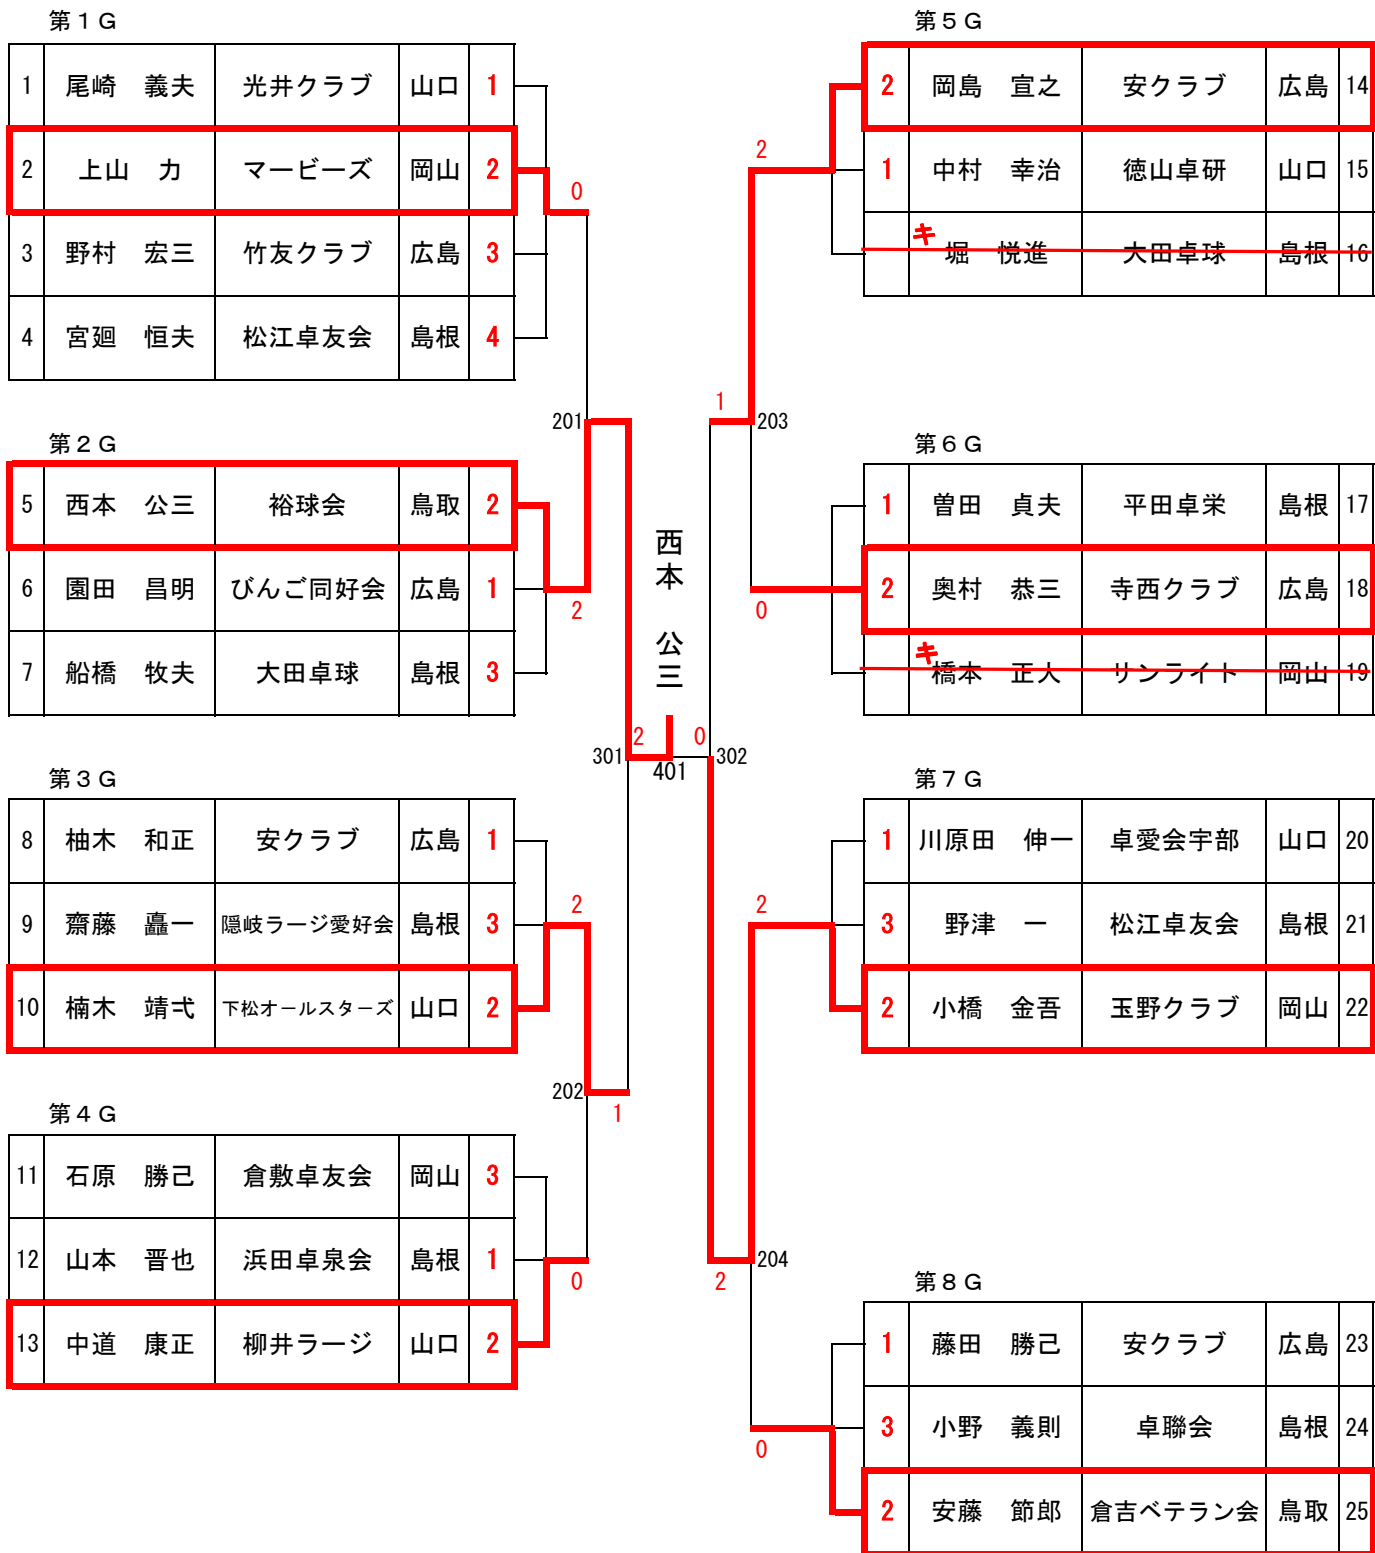 第1G
1 尾崎 義夫 光井クラブ 山口 1
2 上山 力 マービーズ 岡山 2
3 野村 宏三 竹友クラブ 広島 3
4 宮廻 恒夫 松江卓友会 島根 4
0
201
第2G
5 西本 公三 裕球会 鳥取 2
6 園田 昌明 びんご同好会 広島 1
7 船橋 牧夫 大田卓球 島根 3
2
301
第3G
8 柚木 和正 安クラブ 広島 1
9 齋藤 矗一 隠岐ラージ愛好会 島根 3
10 楠木 靖弌 下松オールスターズ 山口 2
2
202
1
第4G
11 石原 勝己 倉敷卓友会 岡山 3
12 山本 晋也 浜田卓泉会 島根 1
13 中道 康正 柳井ラージ 山口 2
0
西本 公三
2
0
401
第5G
2 岡島 宣之 安クラブ 広島 14
1 中村 幸治 徳山卓研 山口 15
キ 堀 悦進 大田卓球 島根 16
2
1
203
第6G
1 曽田 貞夫 平田卓栄 島根 17
2 奥村 恭三 寺西クラブ 広島 18
キ 橋本 正人 サンライト 岡山 19
0
302
第7G
1 川原田 伸一 卓愛会宇部 山口 20
3 野津 一 松江卓友会 島根 21
2 小橋 金吾 玉野クラブ 岡山 22
2
204
2
第8G
1 藤田 勝己 安クラブ 広島 23
3 小野 義則 卓聯会 島根 24
2 安藤 節郎 倉吉ベテラン会 鳥取 25
0